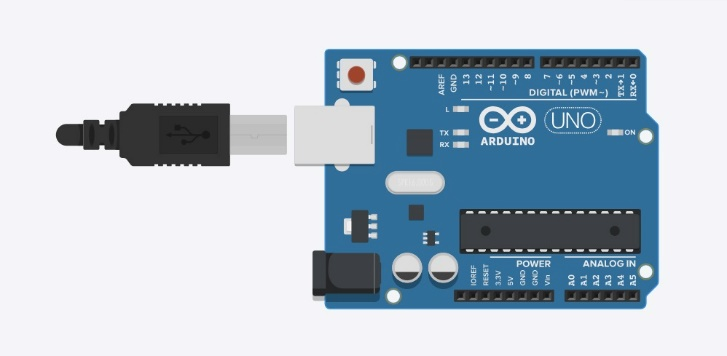 AREF
GND
13
12
~11
~10
~9
8
7
~6
~5
4
~3
2
TX→1
RX←0
DIGITAL (PWM~)
L
TX
RX
UNO
ON
ARDUINO
POWER
ANALOG IN
IOREF
RESET
3.3V
5V
GND
GND
Vin
A0
A1
A2
A3
A4
A5